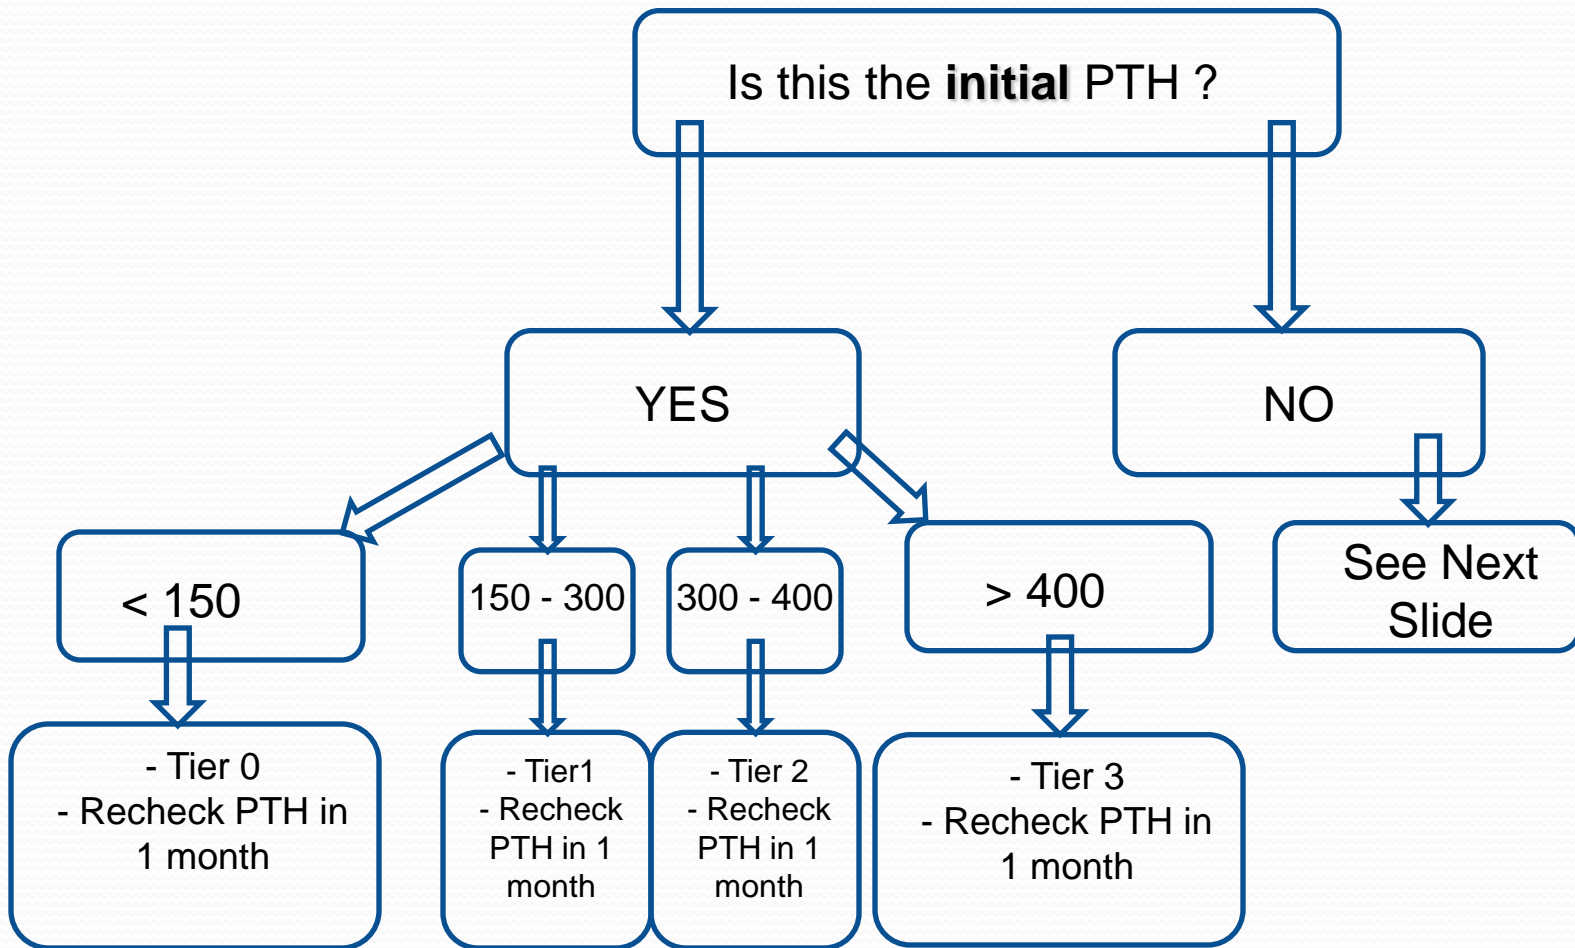 Is this the initial PTH ?
YES
NO
< 150
150 - 300
300 - 400
> 400
See Next
Slide
- Tier 0
- Recheck PTH in
1 month
- Tier1
- Recheck
PTH in 1
month
- Tier 2
- Recheck
PTH in 1
month
- Tier 3
- Recheck PTH in
1 month